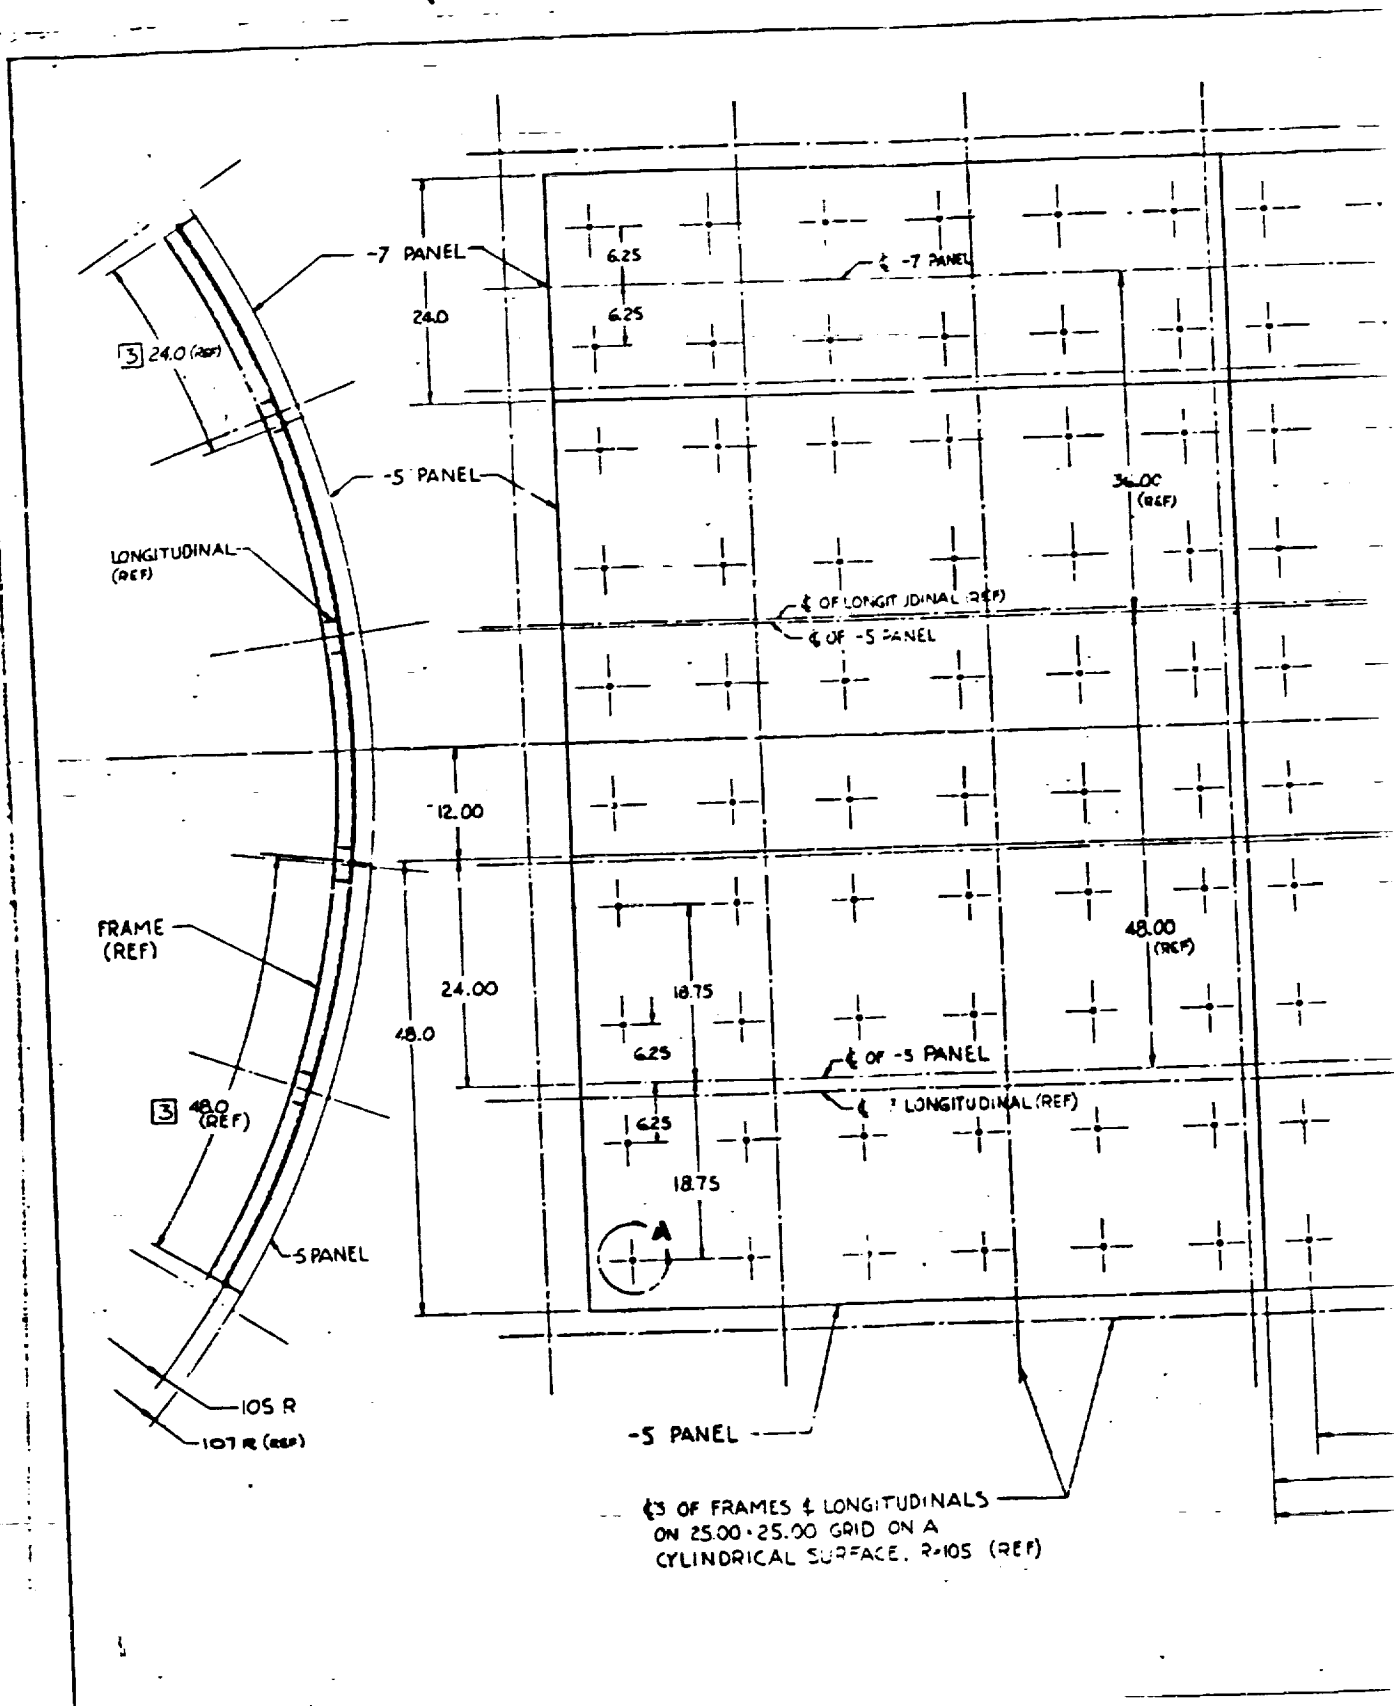 -7 PANEL
6.25
℄ -7 PANEL
24.0
6.25
3 24.0 (REF)
-5 PANEL
36.00
(REF)
LONGITUDINAL
(REF)
℄ OF LONGITUDINAL (REF)
℄ OF -5 PANEL
12.00
FRAME
(REF)
48.00
(REF)
24.00
18.75
48.0
6.25
℄ OF -5 PANEL
3 48.0
(REF)
℄ LONGITUDINAL (REF)
6.25
18.75
A
-5 PANEL
105 R
107 R (REF)
-5 PANEL
℄S OF FRAMES & LONGITUDINALS
ON 25.00 × 25.00 GRID ON A
CYLINDRICAL SURFACE, R=105 (REF)